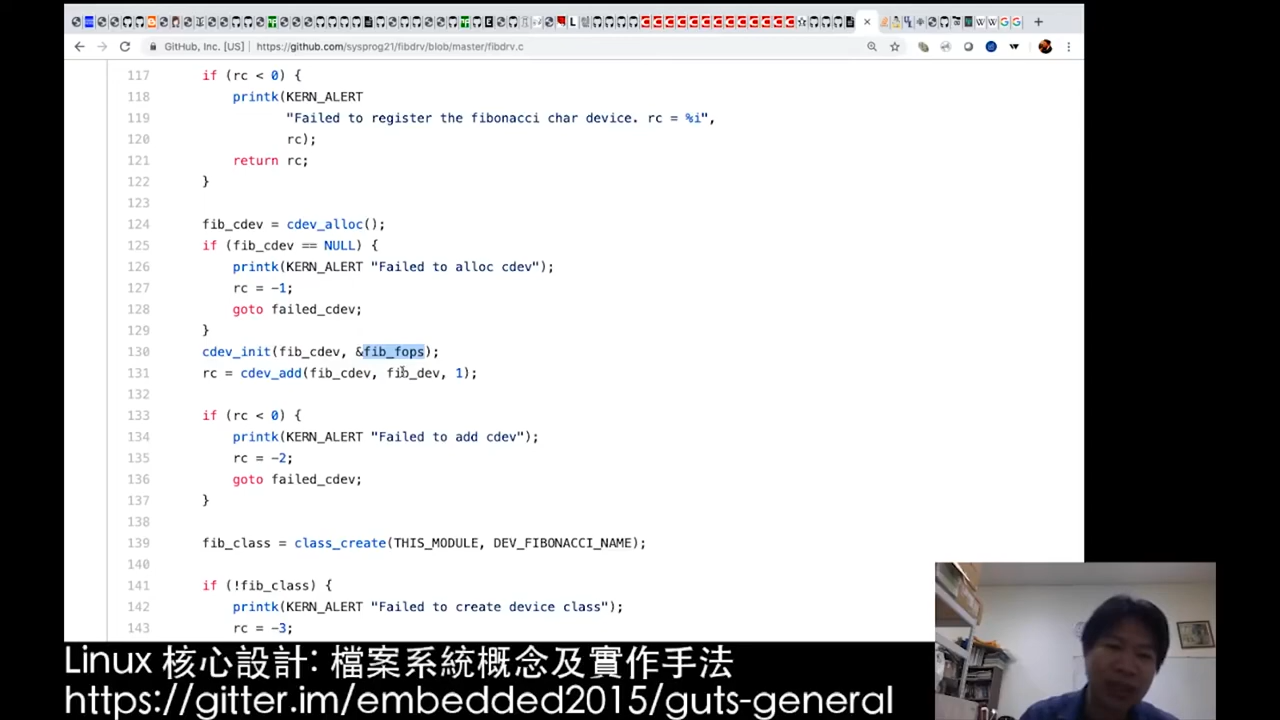 GitHub, Inc. [US] https://github.com/sysprog21/fibdrv/blob/master/fibdrv.c
117 if (rc < 0) {
118 printk(KERN_ALERT
119 "Failed to register the fibonacci char device. rc = %i",
120 rc);
121 return rc;
122 }
123
124 fib_cdev = cdev_alloc();
125 if (fib_cdev == NULL) {
126 printk(KERN_ALERT "Failed to alloc cdev");
127 rc = -1;
128 goto failed_cdev;
129 }
130 cdev_init(fib_cdev, &fib_fops);
131 rc = cdev_add(fib_cdev, fib_dev, 1);
132
133 if (rc < 0) {
134 printk(KERN_ALERT "Failed to add cdev");
135 rc = -2;
136 goto failed_cdev;
137 }
138
139 fib_class = class_create(THIS_MODULE, DEV_FIBONACCI_NAME);
140
141 if (!fib_class) {
142 printk(KERN_ALERT "Failed to create device class");
143 rc = -3;
Linux 核心設計: 檔案系統概念及實作手法
https://gitter.im/embedded2015/guts-general